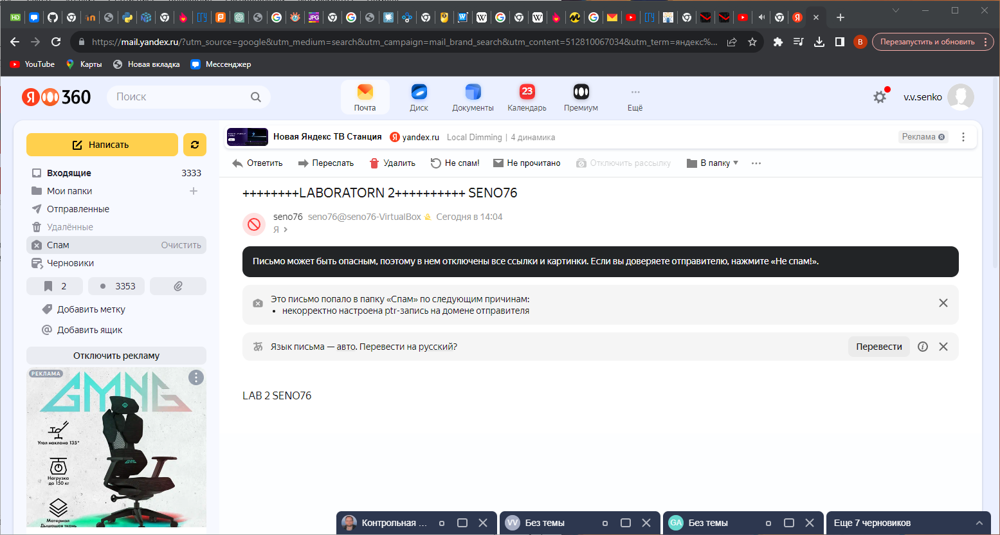 https://mail.yandex.ru/?utm_source=google&utm_medium=search&utm_campaign=mail_brand_search&utm_content=512810067034&utm_term=яндекс%...
В
Перезапустить и обновить
YouTube
Карты
Новая вкладка
Мессенджер
Я 360
Поиск
23
Почта
Диск
Документы
Календарь
Премиум
Ещё
v.v.senko
Написать
Входящие 3333
Мои папки
Отправленные
Удалённые
Спам Очистить
Черновики
2
3353
Добавить метку
Добавить ящик
Отключить рекламу
РЕКЛАМА
GMNG
Угол наклона 135°
Нагрузка
до 150 кг
Материал
Дышащая ткань
Новая Яндекс ТВ Станция
Я yandex.ru
Local Dimming | 4 динамика
Реклама
Ответить
Переслать
Удалить
Не спам!
Не прочитано
Отключить рассылку
В папку
++++++++LABORATORN 2++++++++++ SENO76
seno76 seno76@seno76-VirtualBox Сегодня в 14:04
Я
Письмо может быть опасным, поэтому в нем отключены все ссылки и картинки. Если вы доверяете отправителю, нажмите «Не спам!».
Это письмо попало в папку «Спам» по следующим причинам:
• некорректно настроена ptr-запись на домене отправителя
Язык письма — авто. Перевести на русский?
Перевести
LAB 2 SENO76
Контрольная ...
VV Без темы
GA Без темы
Еще 7 черновиков